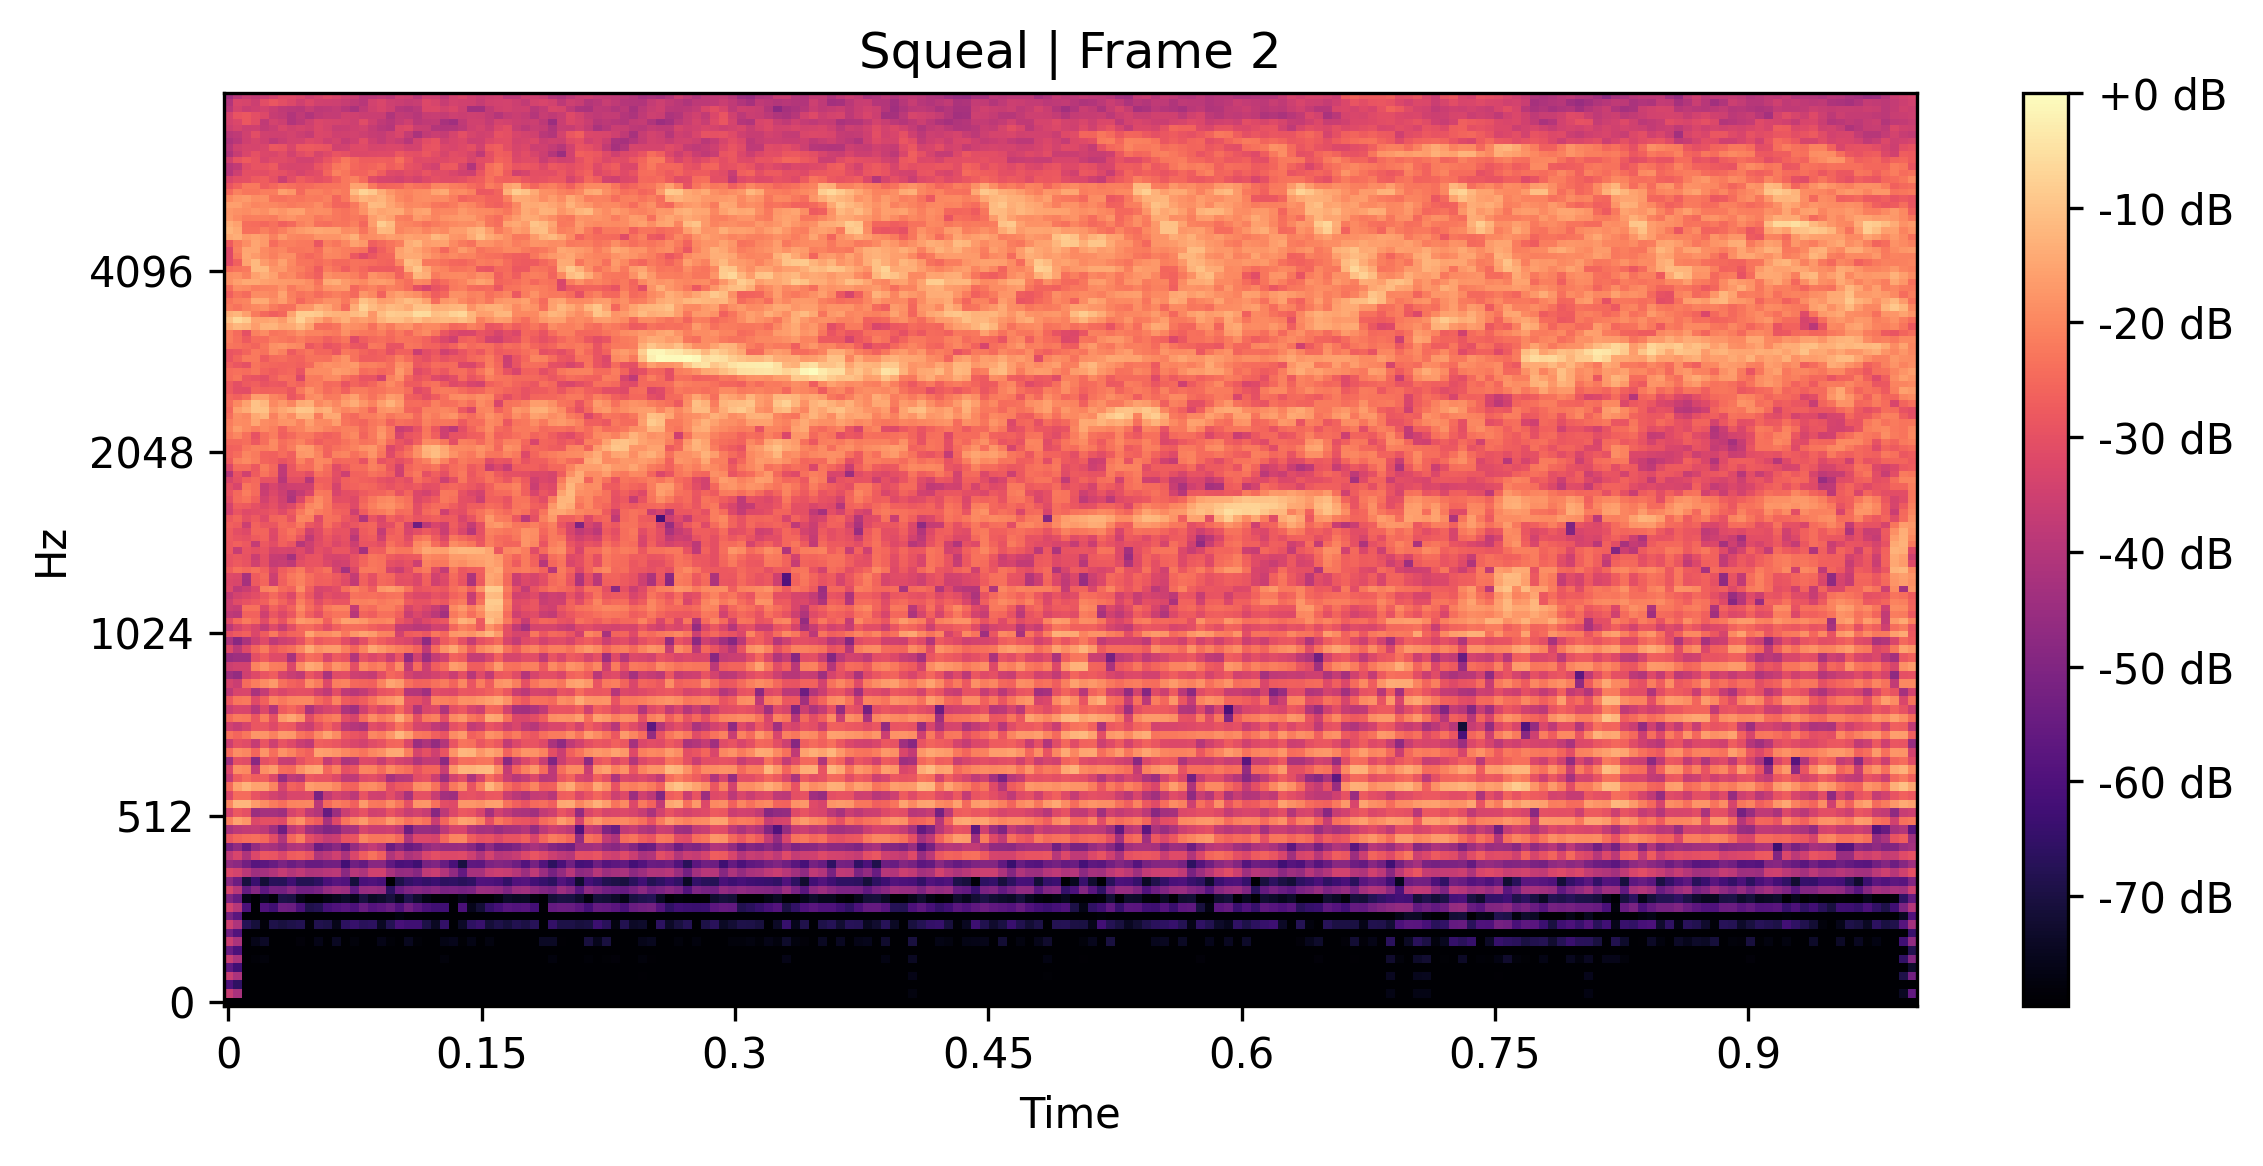 Squeal | Frame 2
Hz
4096
2048
1024
512
0
0 0.15 0.3 0.45 0.6 0.75 0.9
Time
+0 dB
-10 dB
-20 dB
-30 dB
-40 dB
-50 dB
-60 dB
-70 dB